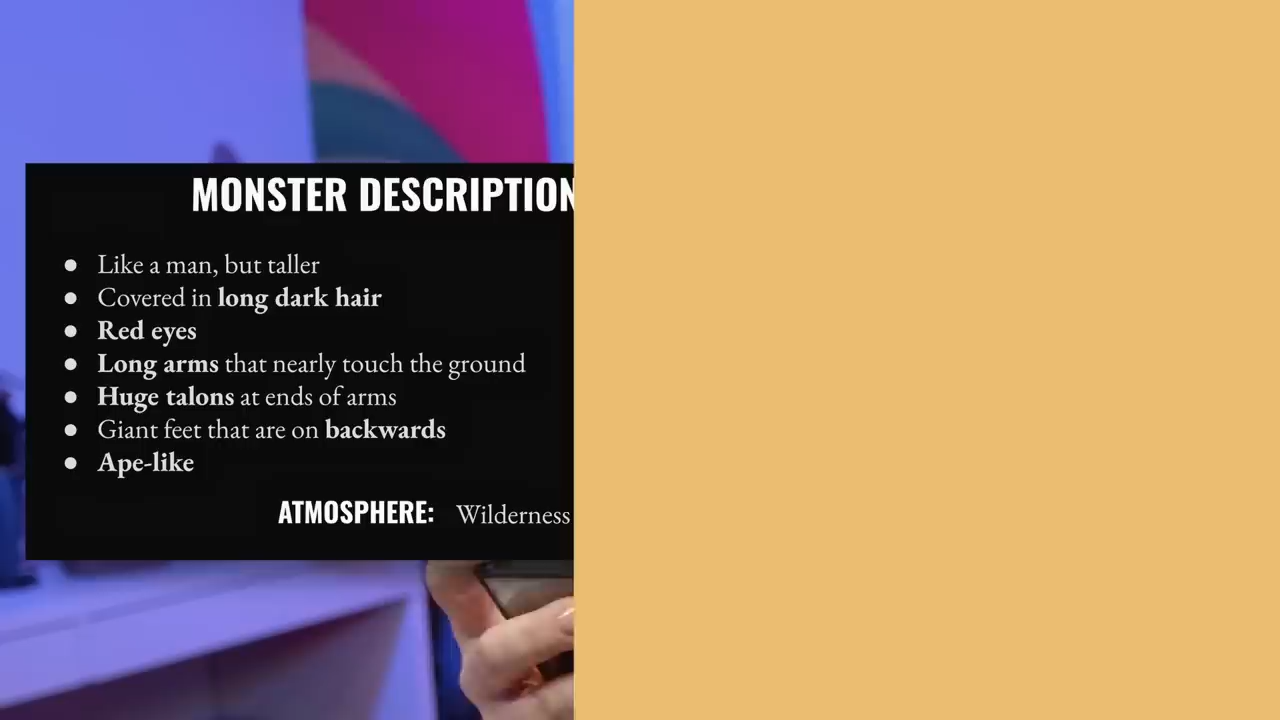 MONSTER DESCRIPTION
● Like a man, but taller
● Covered in long dark hair
● Red eyes
● Long arms that nearly touch the ground
● Huge talons at ends of arms
● Giant feet that are on backwards
● Ape-like
ATMOSPHERE: Wilderness